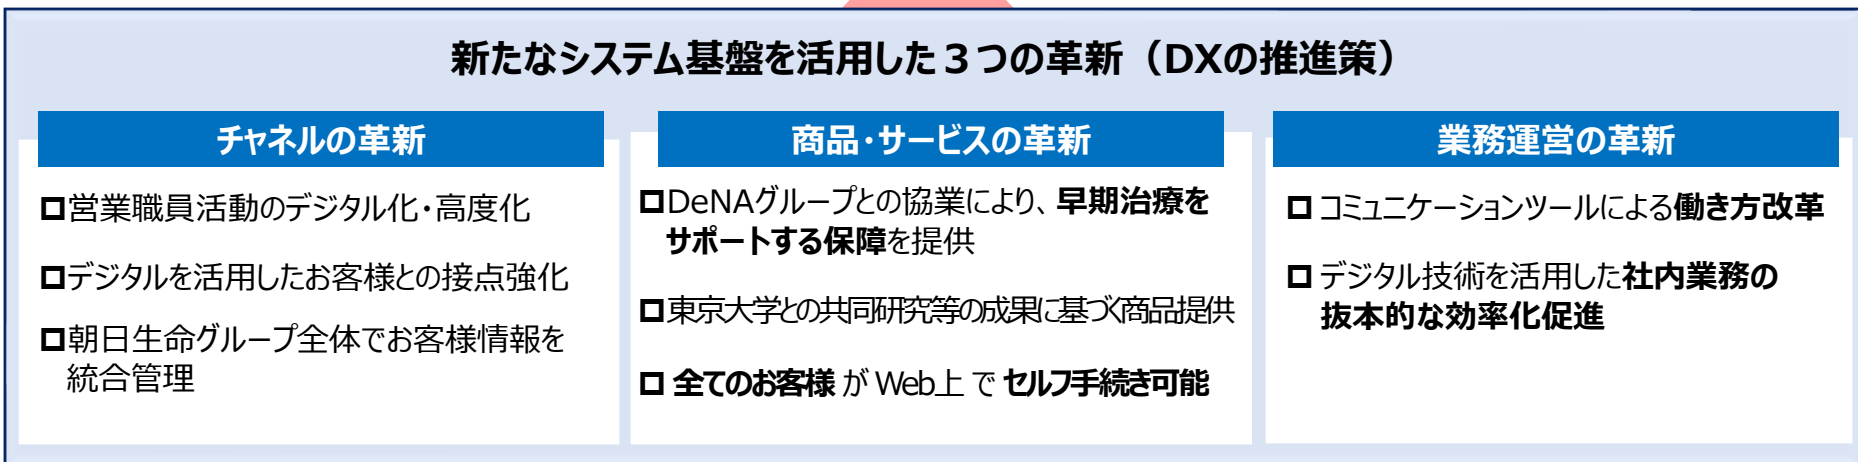 新たなシステム基盤を活用した３つの革新（DXの推進策）
チャネルの革新
□営業職員活動のデジタル化・高度化
□デジタルを活用したお客様との接点強化
□朝日生命グループ全体でお客様情報を
統合管理
商品・サービスの革新
□DeNAグループとの協業により、早期治療を
サポートする保障を提供
□東京大学との共同研究等の成果に基づく商品提供
□ 全てのお客様 が Web上 で セルフ手続き可能
業務運営の革新
□ コミュニケーションツールによる働き方改革
□ デジタル技術を活用した社内業務の
抜本的な効率化促進